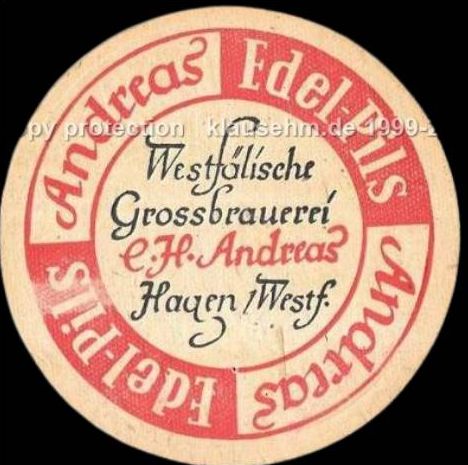 Andreas
Edel-Pils
Andreas
Edel-Pils
Westfälische
Grossbrauerei
C.H. Andreas
Hagen / Westf.
py protection klausehm.de 1999-